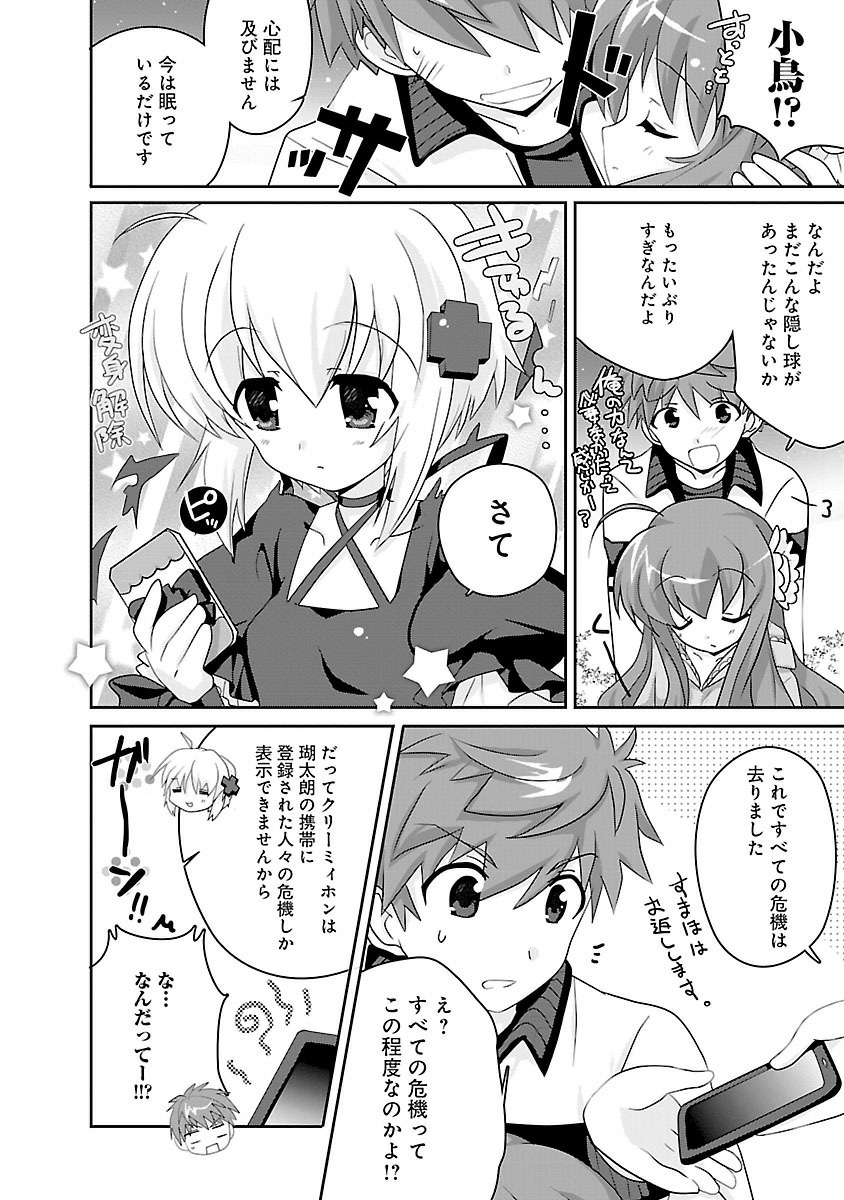 小鳥!?
すっとと
ドサッ
心配には
及びません
今は眠って
いるだけです
なんだよ
まだこんな隠し球が
あったんじゃないか
もったいぶり
すぎなんだよ
俺の力なんて
きゅるん…
変身解除
ピッ
さて
これですべての危機は
去りました
すまほは
お返しします。
え?
すべての危機って
この程度なのかよ!?
だってクリーミィホンは
瑚太朗の携帯に
登録された人々の危機しか
表示できませんから
ガーーン!!
な…
なんだってー!!!?